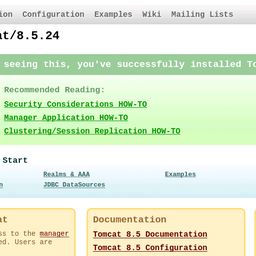 ion Configuration Examples Wiki Mailing Lists
at/8.5.24
seeing this, you've successfully installed To
Recommended Reading:
Security Considerations HOW-TO
Manager Application HOW-TO
Clustering/Session Replication HOW-TO
Start
Realms & AAA Examples
n JDBC DataSources
at Documentation
ss to the manager Tomcat 8.5 Documentation
ed. Users are Tomcat 8.5 Configuration